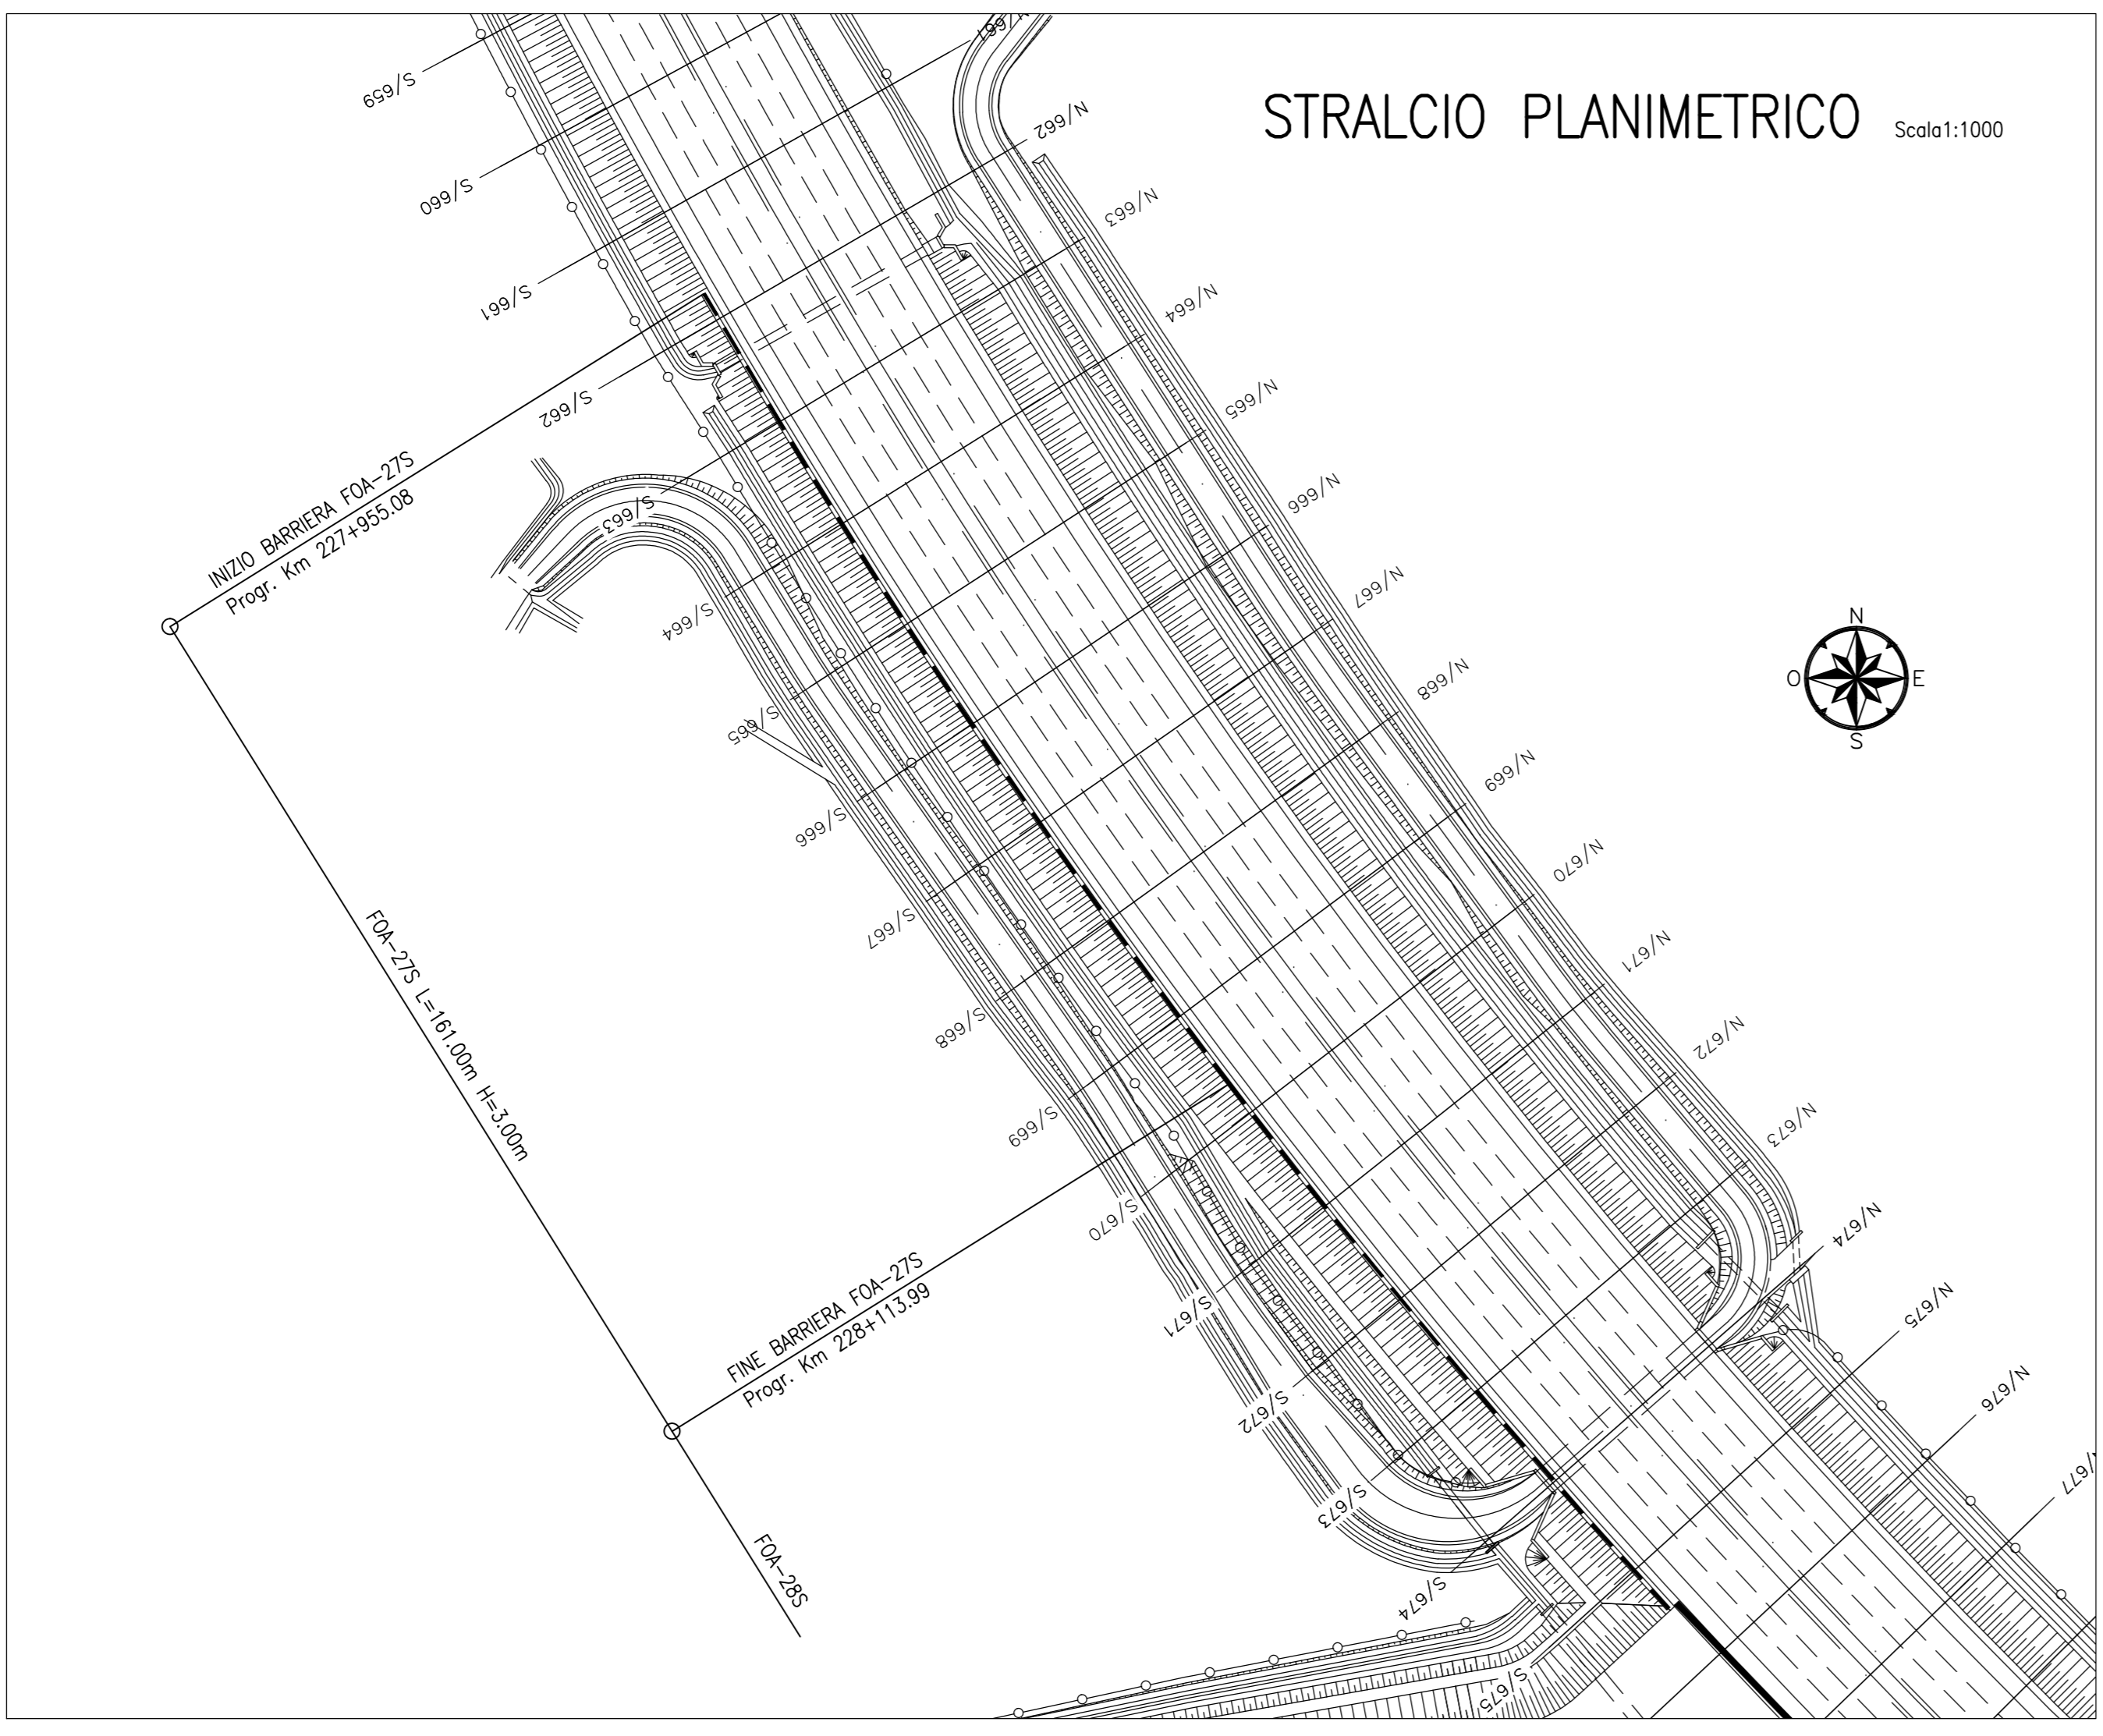 STRALCIO PLANIMETRICO Scala1:1000
S/659
S/660
S/661
S/662
S/663
S/664
S/665
S/666
S/667
S/668
S/669
S/670
S/671
S/672
S/673
S/674
S/675
N/662
N/663
N/664
N/665
N/666
N/667
N/668
N/669
N/670
N/671
N/672
N/673
N/674
N/675
N/676
INIZIO BARRIERA FOA-27S
Progr. Km 227+955.08
FOA-27S L=161.00m H=3.00m
FINE BARRIERA FOA-27S
Progr. Km 228+113.99
FOA-28S
N
O
E
S